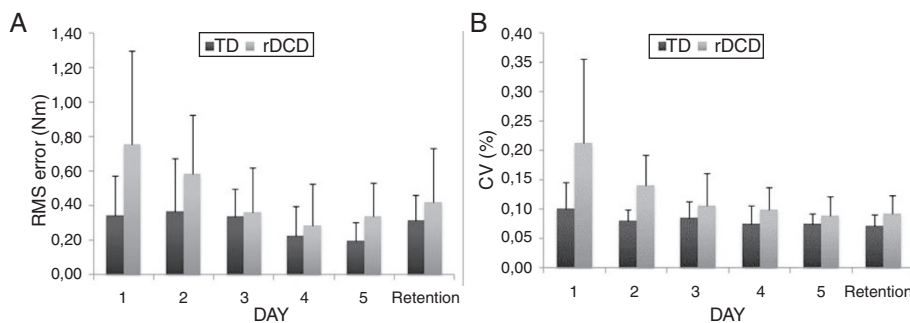 A
TD rDCD
RMS error (Nm)
1,40
1,20
1,00
0,80
0,60
0,40
0,20
0,00
1 2 3 4 5 Retention
DAY
B
TD rDCD
CV (%)
0,40
0,35
0,30
0,25
0,20
0,15
0,10
0,05
0,00
1 2 3 4 5 Retention
DAY